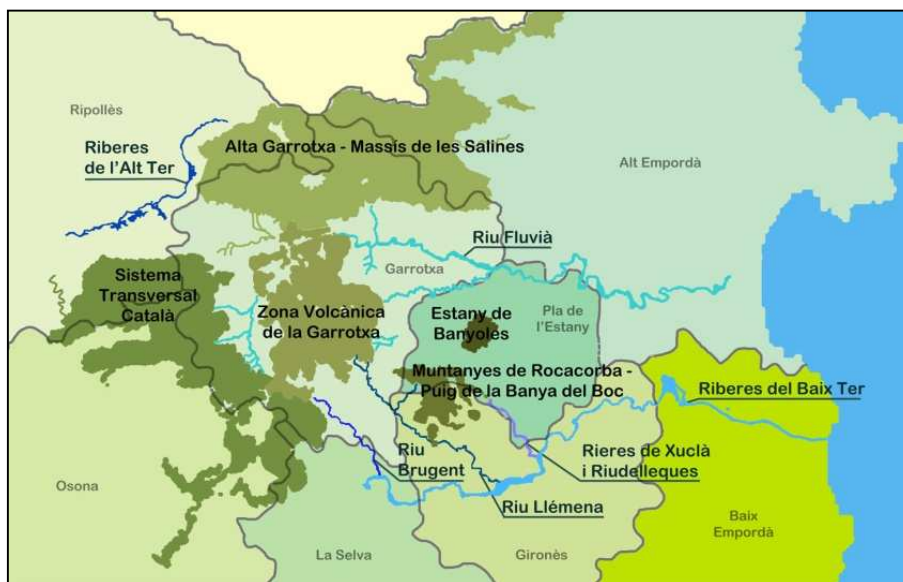 Ripollès
Riberes
de l'Alt Ter
Alta Garrotxa - Massís de les Salines
Alt Empordà
Riu Fluvià
Garrotxa
Sistema
Transversal
Català
Zona Volcànica
de la Garrotxa
Estany de
Banyoles
Pla de
l'Estany
Muntanyes de Rocacorba -
Puig de la Banya del Boc
Riberes del Baix Ter
Riu
Brugent
Rieres de Xuclà
i Riudelleques
Riu Llémena
Osona
La Selva
Gironès
Baix
Empordà